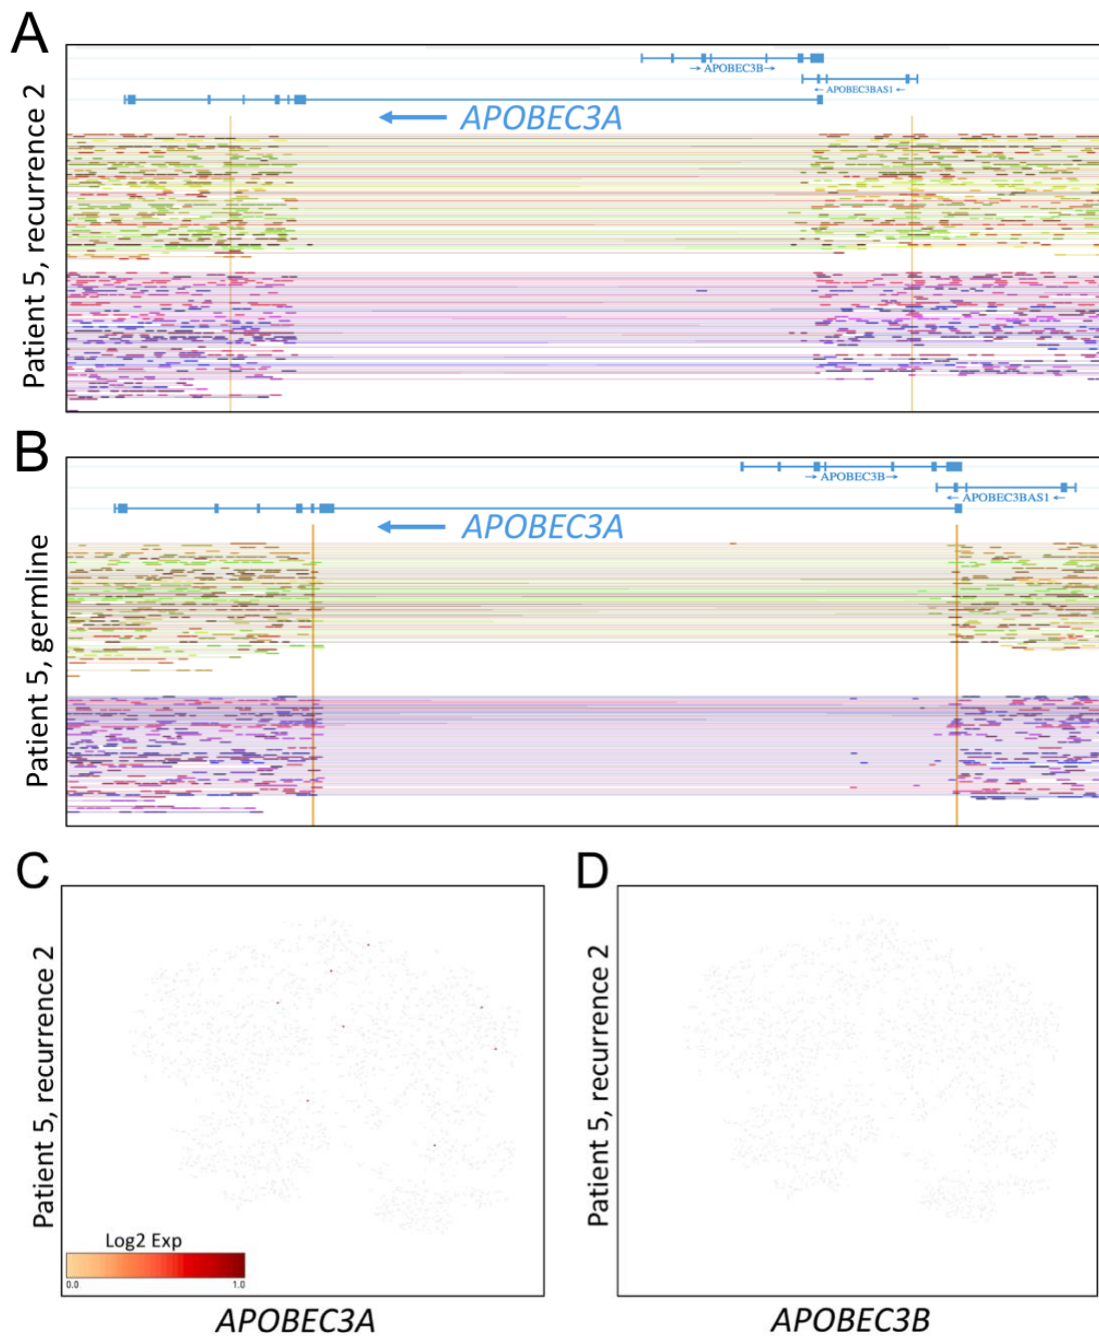 A
Patient 5, recurrence 2
→ APOBEC3B →
← APOBEC3BAS1 ←
← APOBEC3A
B
Patient 5, germline
→ APOBEC3B →
← APOBEC3BAS1 ←
← APOBEC3A
C
Patient 5, recurrence 2
Log2 Exp
0.0 1.0
APOBEC3A
D
Patient 5, recurrence 2
APOBEC3B